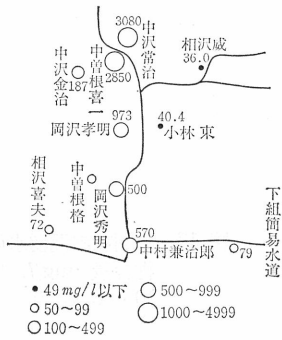 3080
中沢常治
相沢威
36.0
中曽根喜一
2850
中沢金治
187
973
岡沢孝明
40.4
小林東
中曽根格
相沢喜夫
72
岡沢秀明
500
下組簡易水道
570
中村兼治郎
79
49mg/l以下
50〜99
100〜499
500〜999
1000〜4999